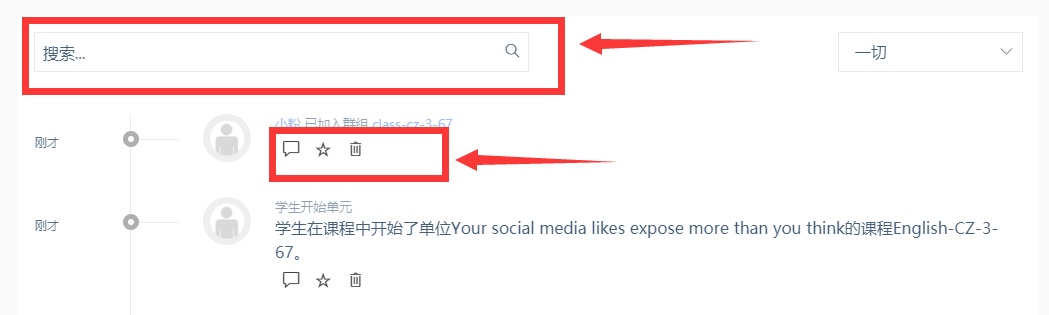 搜索...
一切
小粉 已加入群组 class-cz-3-67
刚才
学生开始单元
刚才
学生在课程中开始了单位Your social media likes expose more than you think的课程English-CZ-3-
67。